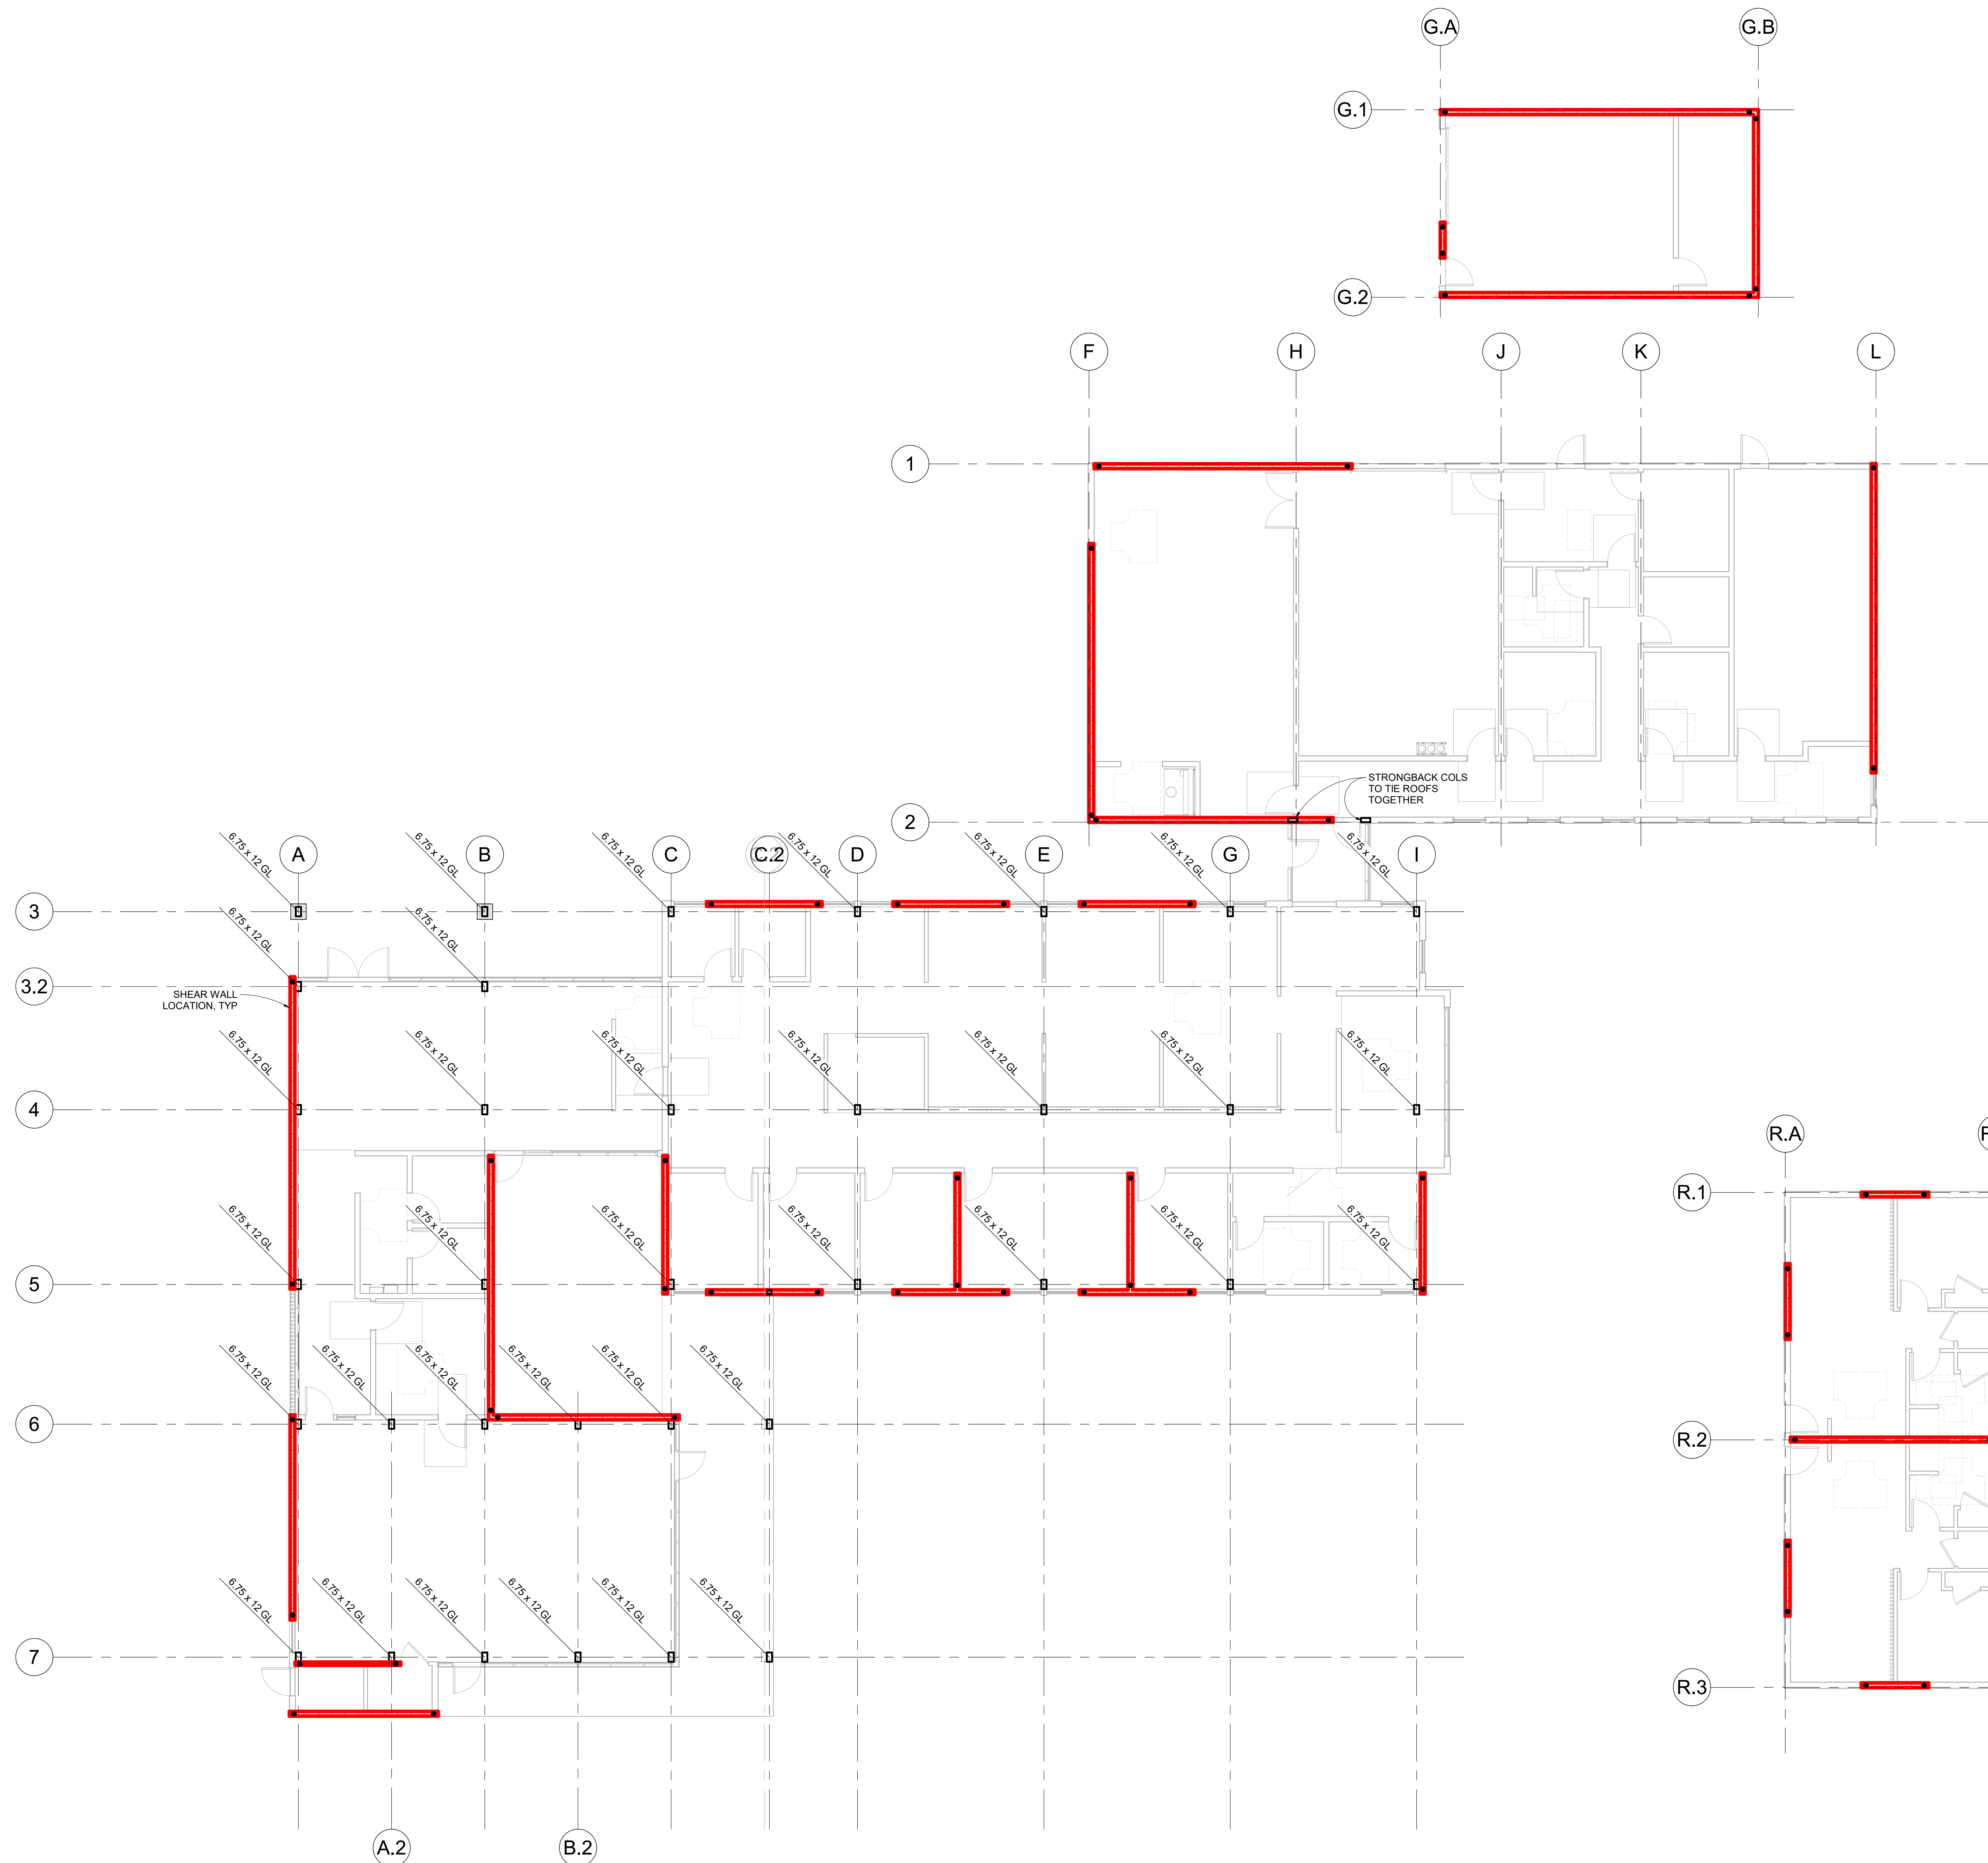 G.A
G.B
G.1
G.2
F
H
J
K
L
1
STRONGBACK COLS
TO TIE ROOFS
TOGETHER
2
A
B
C
C.2
D
E
G
I
6.75 x 12 GL
6.75 x 12 GL
6.75 x 12 GL
6.75 x 12 GL
6.75 x 12 GL
6.75 x 12 GL
6.75 x 12 GL
3
6.75 x 12 GL
6.75 x 12 GL
3.2
SHEAR WALL
LOCATION, TYP
6.75 x 12 GL
6.75 x 12 GL
6.75 x 12 GL
6.75 x 12 GL
6.75 x 12 GL
6.75 x 12 GL
6.75 x 12 GL
4
R.A
R.1
6.75 x 12 GL
6.75 x 12 GL
6.75 x 12 GL
6.75 x 12 GL
6.75 x 12 GL
6.75 x 12 GL
6.75 x 12 GL
5
6.75 x 12 GL
6.75 x 12 GL
6.75 x 12 GL
6.75 x 12 GL
6.75 x 12 GL
6.75 x 12 GL
6
R.2
6.75 x 12 GL
6.75 x 12 GL
6.75 x 12 GL
6.75 x 12 GL
6.75 x 12 GL
6.75 x 12 GL
7
R.3
A.2
B.2